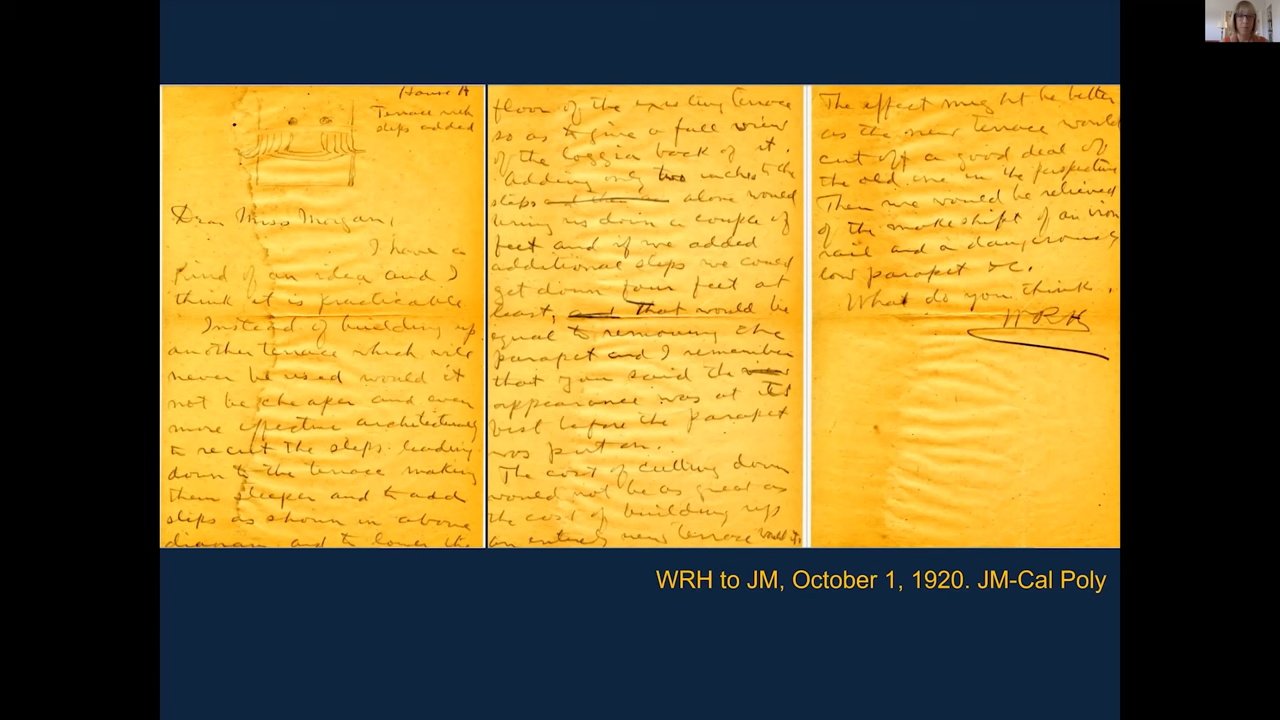 House A
Terrace with
steps added
Dear Miss Morgan,
I have a
kind of an idea and I
think it is practicable.
Instead of building up
another terrace which will
never be used would it
not be cheaper and even
more effective architecturally
to recut the steps leading
down to the terrace making
them steeper and to add
steps as shown in above
diagram and to lower the
floor of the existing terrace
so as to give a full view
of the loggia back of it.
Adding only two inches to the
steps alone would
bring us down a couple of
feet and if we added
additional steps we could
get down four feet at
least, and that would be
equal to removing the
parapet and I remember
that you said the view
appearance was at its
best before the parapet
was put on.
The cost of cutting down
would not be as great as
the cost of building up
an entirely new terrace would it.
The effect might be better
as the new terrace would
cut off a good deal of
the old one in the perspective
Then we would be relieved
of the makeshift of an iron
rail and a dangerously
low parapet &c.
What do you think.
WRH
WRH to JM, October 1, 1920. JM-Cal Poly